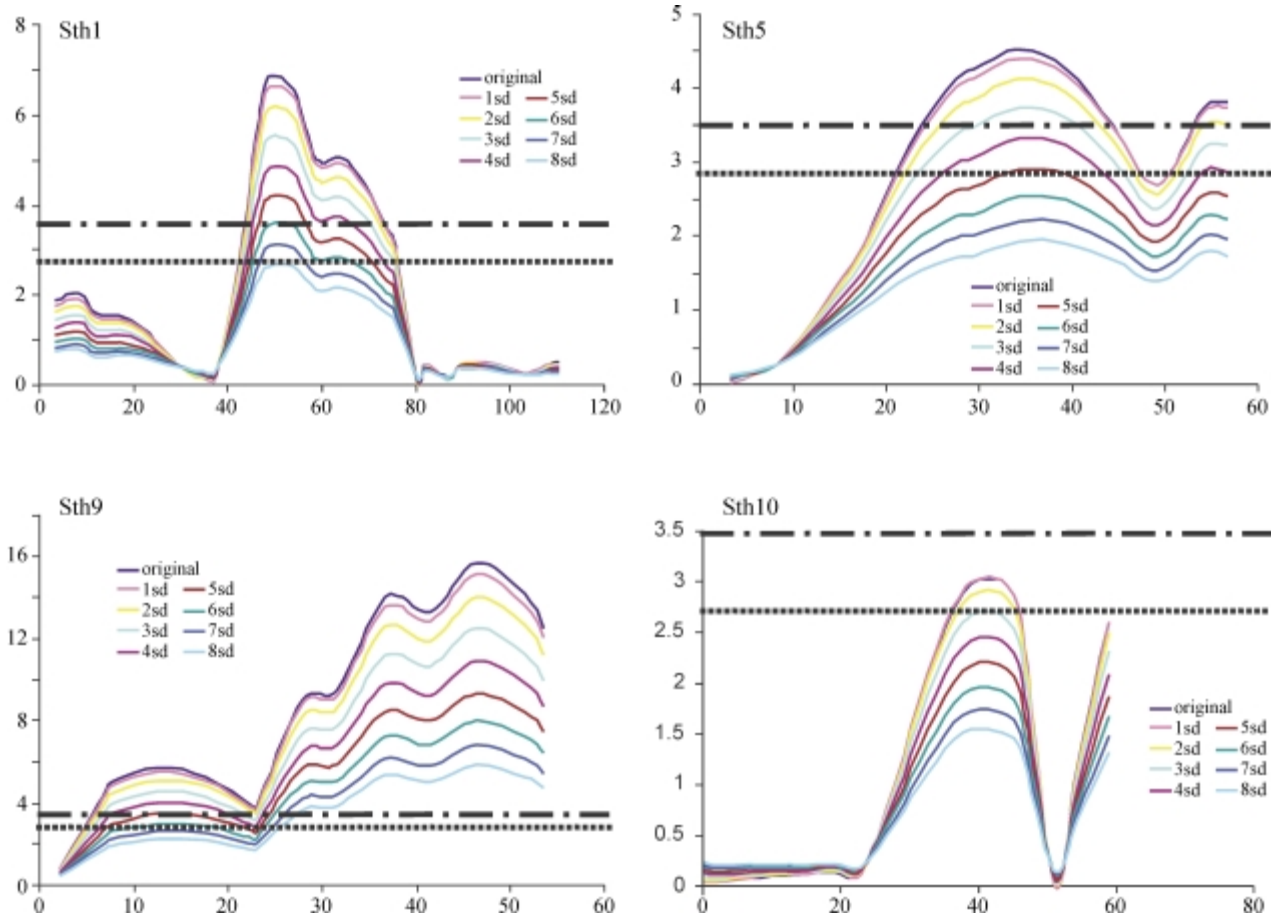 Sth1
8
6
4
2
0
0 20 40 60 80 100 120
original
1sd 5sd
2sd 6sd
3sd 7sd
4sd 8sd
Sth5
5
4
3
2
1
0
0 10 20 30 40 50 60
original
1sd 5sd
2sd 6sd
3sd 7sd
4sd 8sd
Sth9
16
12
8
4
0
0 10 20 30 40 50 60
original
1sd 5sd
2sd 6sd
3sd 7sd
4sd 8sd
Sth10
3.5
3
2.5
2
1.5
1
0.5
0
0 20 40 60 80
original
1sd 5sd
2sd 6sd
3sd 7sd
4sd 8sd